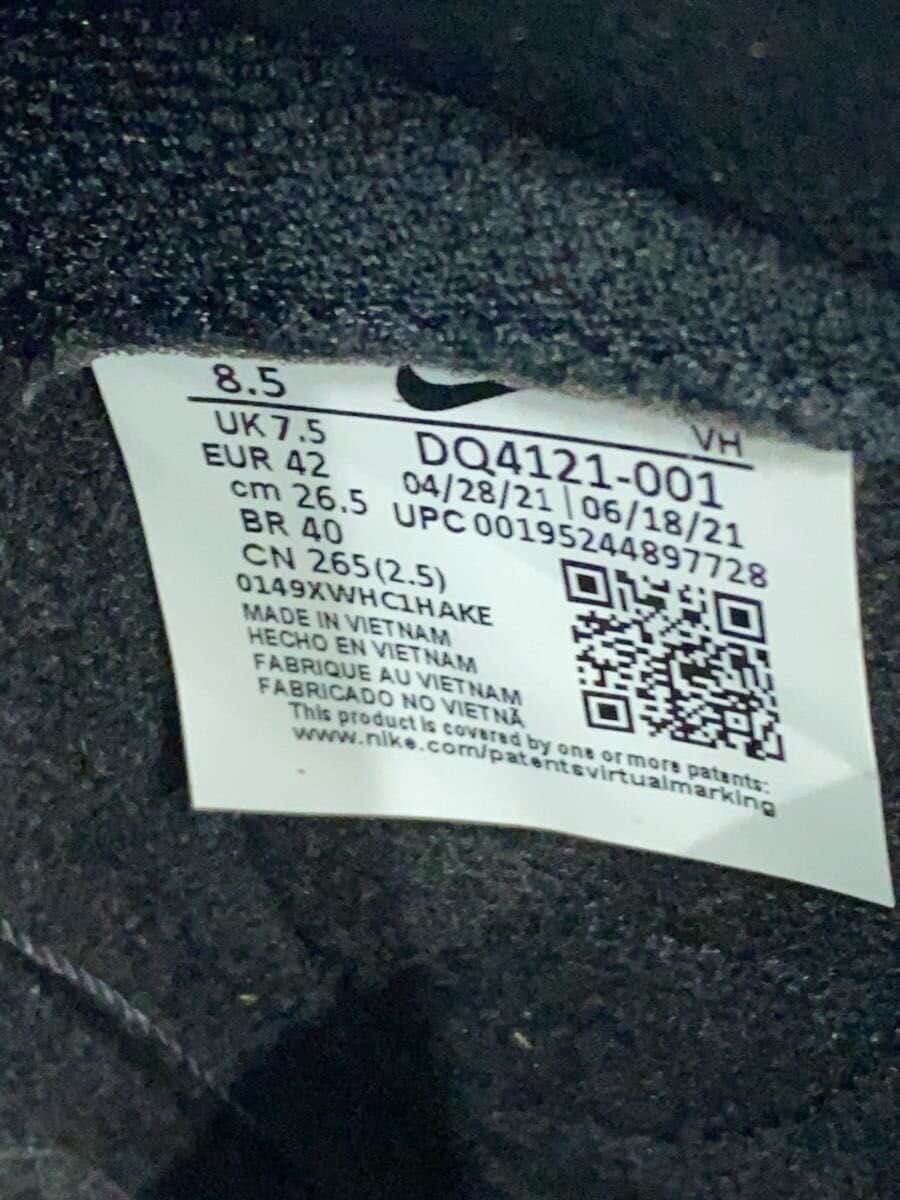 8.5
VH
UK 7.5
EUR 42
cm 26.5
BR 40
CN 265(2.5)
DQ4121-001
04/28/21 | 06/18/21
UPC 00195244897728
0149XWHC1HAKE
MADE IN VIETNAM
HECHO EN VIETNAM
FABRIQUE AU VIETNAM
FABRICADO NO VIETNÃ
This product is covered by one or more patents:
www.nike.com/patentsvirtualmarking